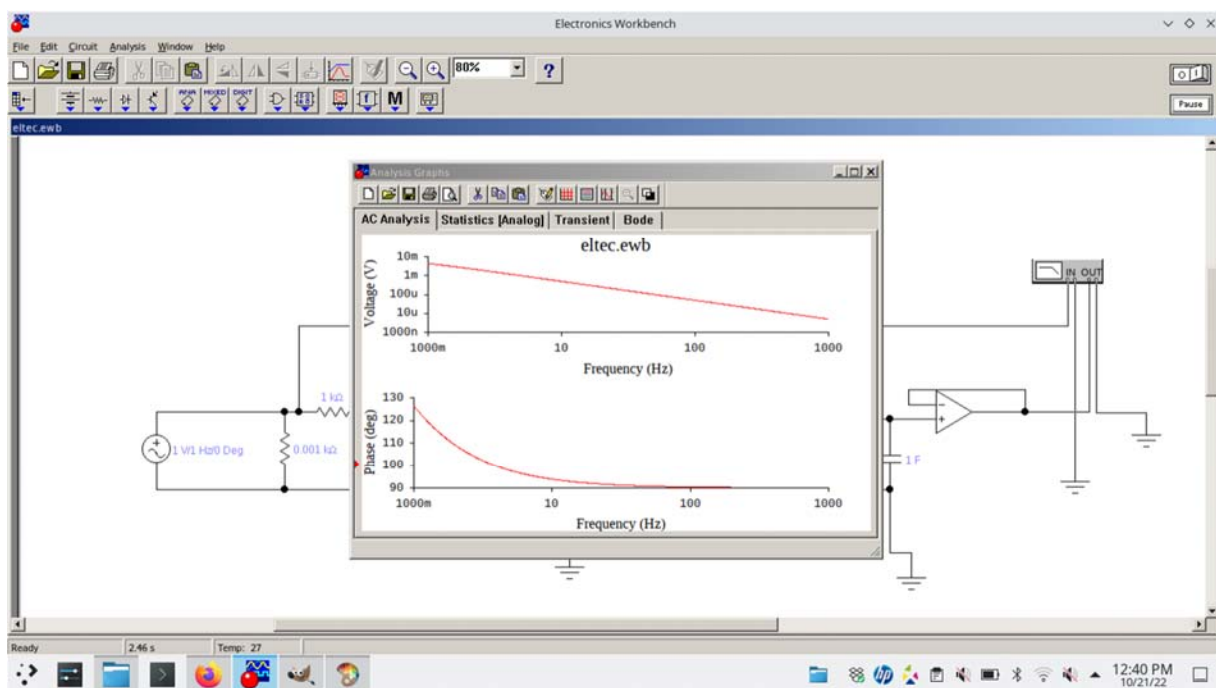 Electronics Workbench
File Edit Circuit Analysis Window Help
80%
?
ANA MIXED DIGIT
M
O I
Pause
eltec.ewb
Analysis Graphs
AC Analysis Statistics [Analog] Transient Bode
eltec.ewb
Voltage (V)
10m
1m
100u
10u
1000n
1000m 10 100 1000
Frequency (Hz)
Phase (deg)
130
120
110
100
90
1000m 10 100 1000
Frequency (Hz)
IN OUT
1 kΩ
1 V/1 Hz/0 Deg
0.001 kΩ
1 F
Ready 2.46 s Temp: 27
12:40 PM
10/21/22